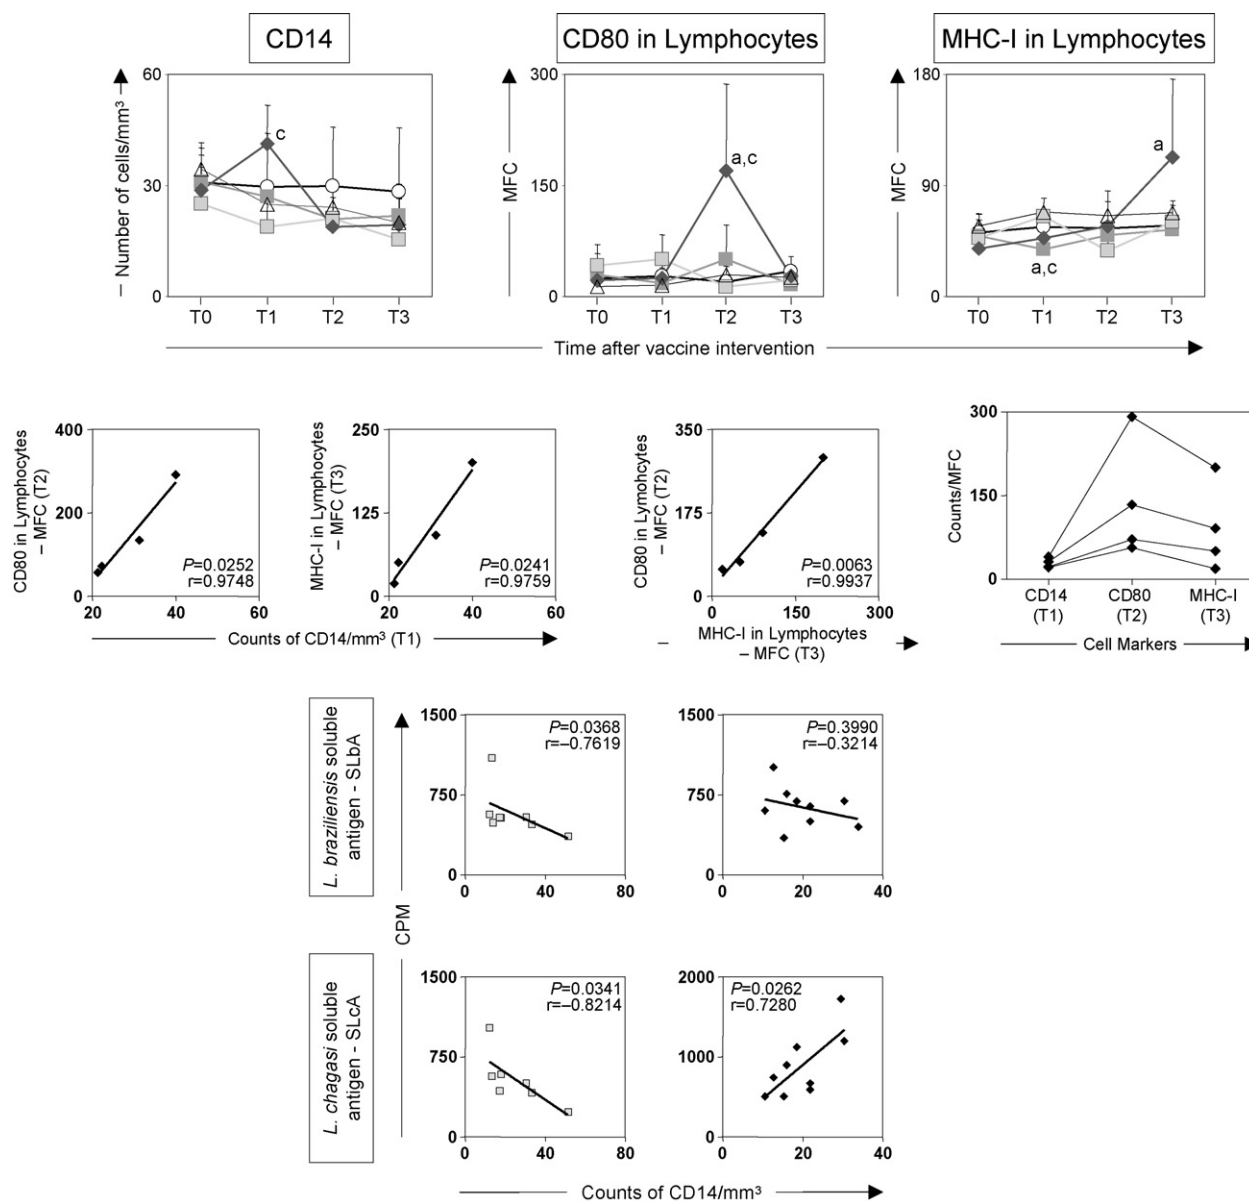 CD14
CD80 in Lymphocytes
MHC-I in Lymphocytes
– Number of cells/mm³
60
30
0
c
T0 T1 T2 T3
MFC
300
150
0
a,c
T0 T1 T2 T3
MFC
180
90
0
a
a,c
T0 T1 T2 T3
Time after vaccine intervention
CD80 in Lymphocytes
– MFC (T2)
400
200
0
P=0.0252
r=0.9748
20 40 60
MHC-I in Lymphocytes
– MFC (T3)
250
125
0
P=0.0241
r=0.9759
20 40 60
Counts of CD14/mm³ (T1)
CD80 in Lymohcytes
– MFC (T2)
350
175
0
P=0.0063
r=0.9937
0 100 200 300
MHC-I in Lymphocytes
– MFC (T3)
Counts/MFC
300
150
0
CD14 CD80 MHC-I
(T1) (T2) (T3)
Cell Markers
L. braziliensis soluble
antigen - SLbA
CPM
1500
750
0
P=0.0368
r=–0.7619
0 40 80
1500
750
0
P=0.3990
r=–0.3214
0 20 40
L. chagasi soluble
antigen - SLcA
1500
750
0
P=0.0341
r=–0.8214
0 20 40 60
2000
1000
0
P=0.0262
r=0.7280
0 20 40
Counts of CD14/mm³